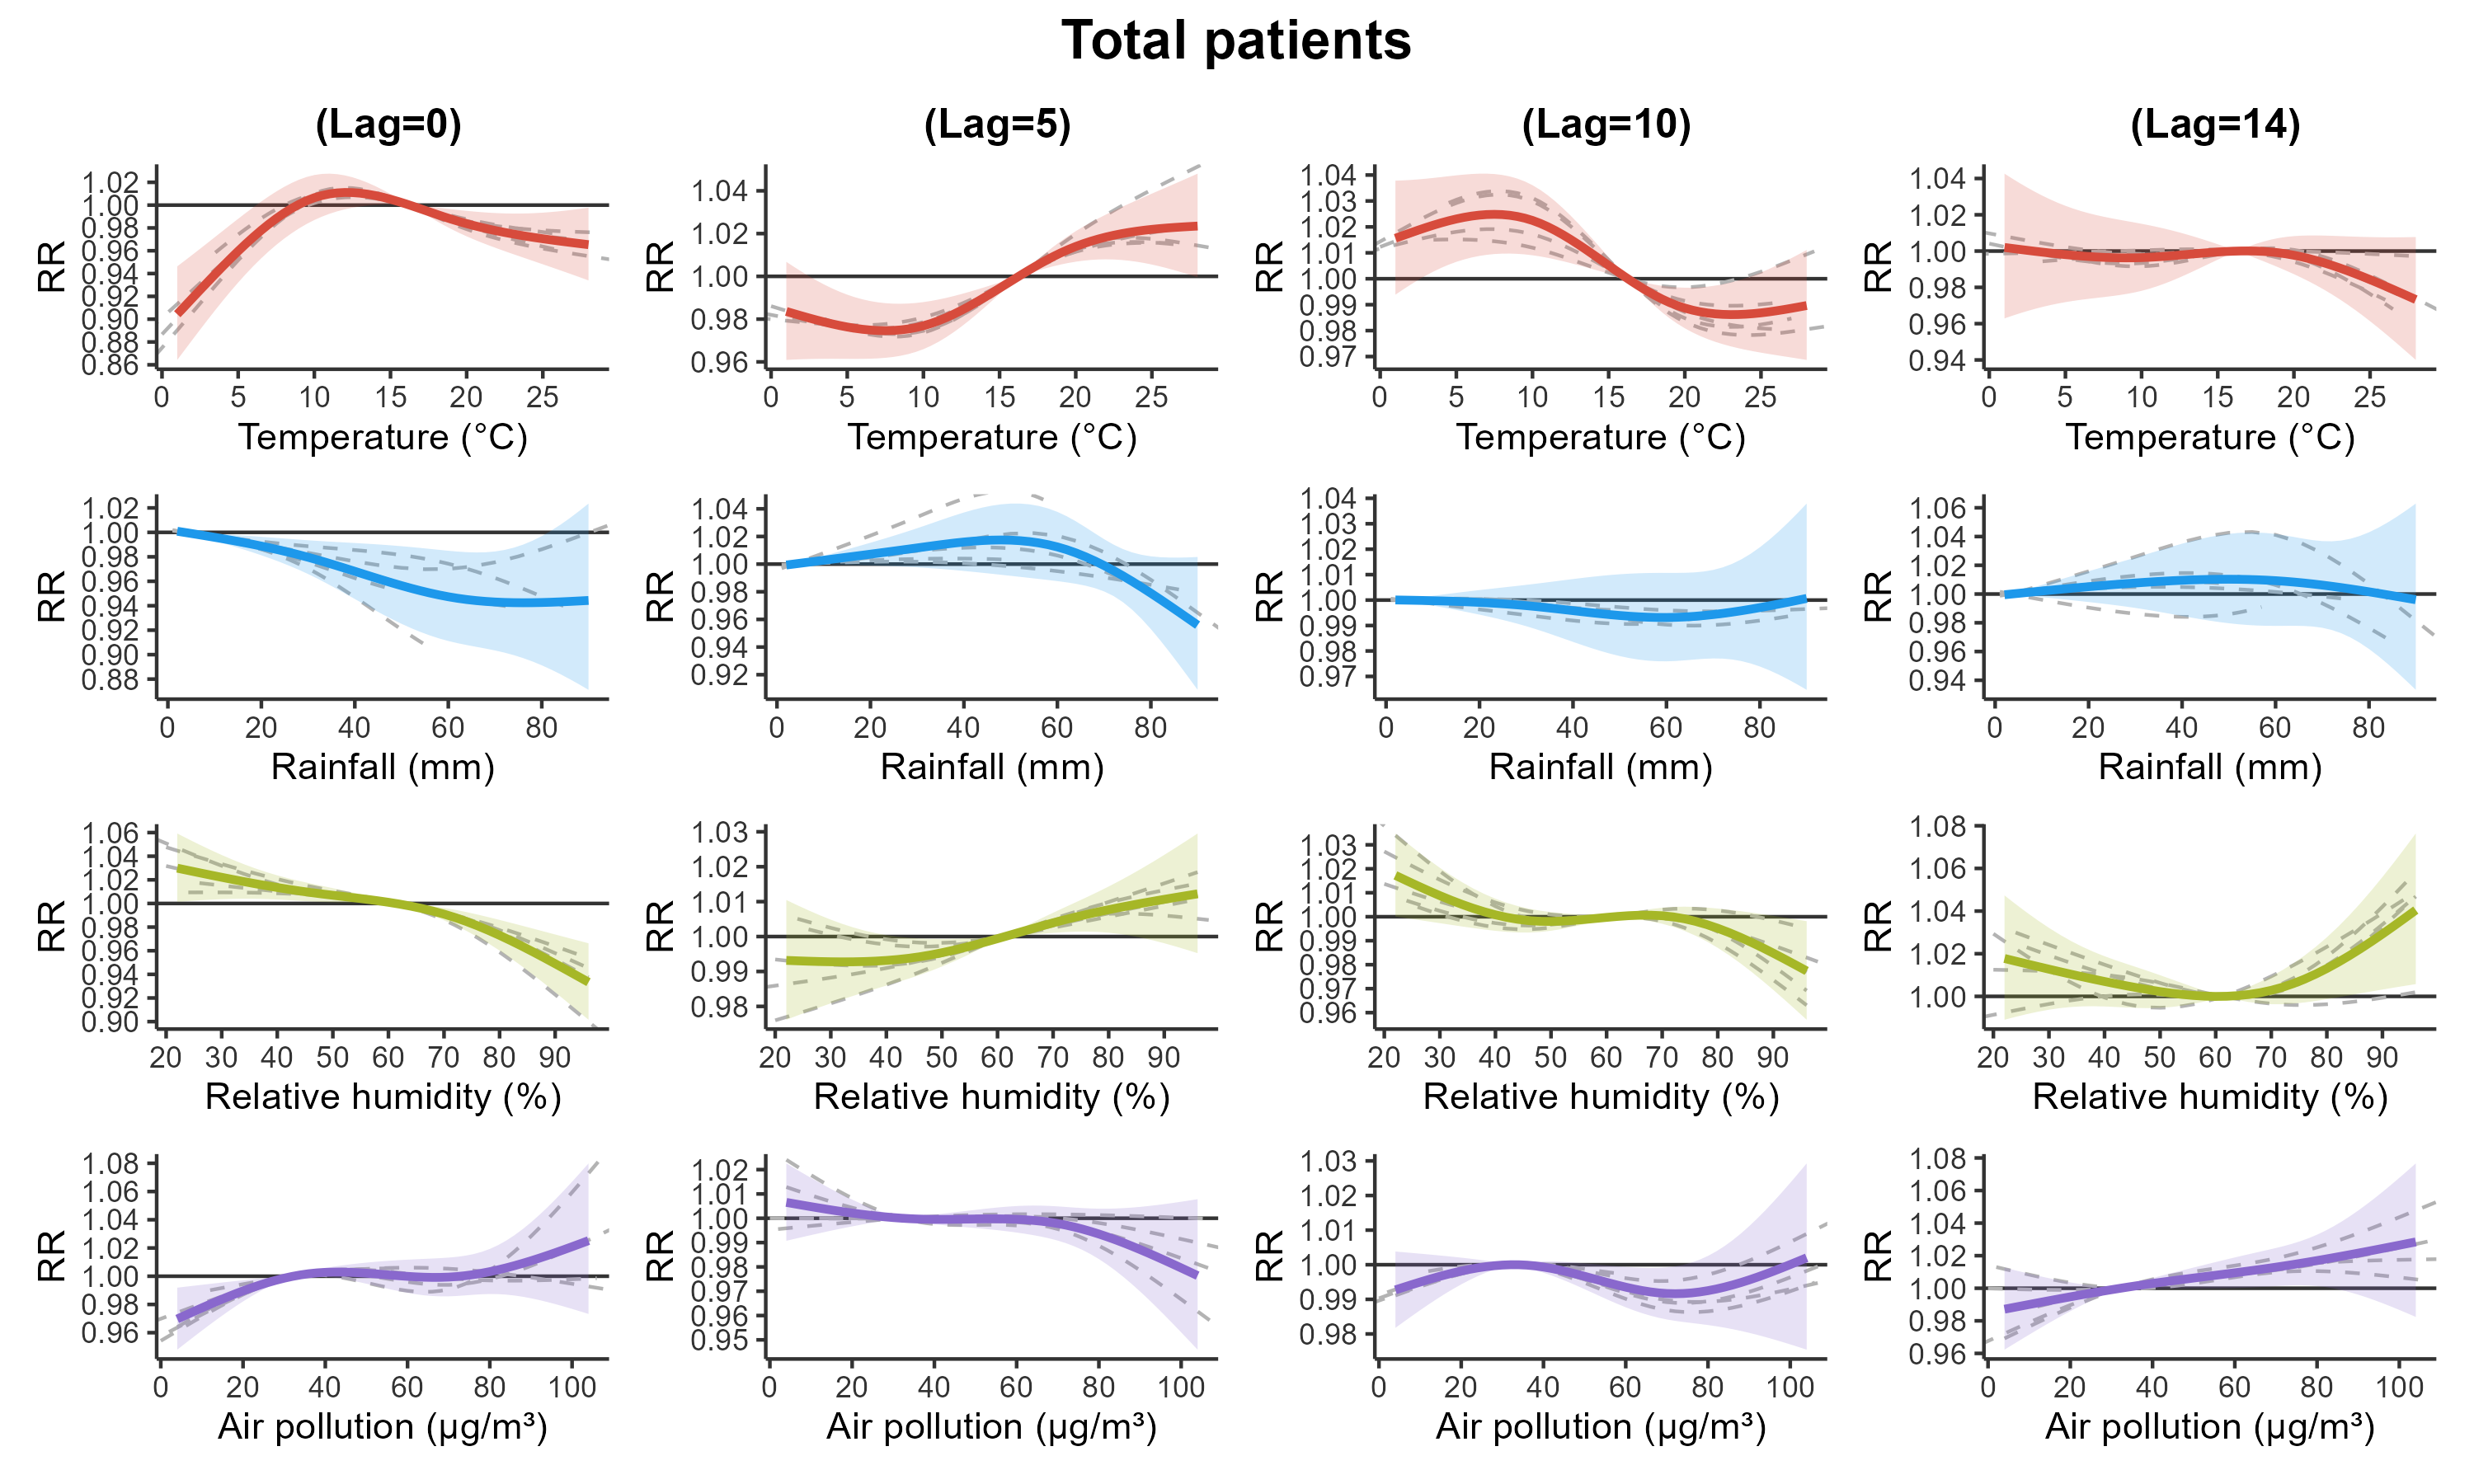 Total patients
(Lag=0) (Lag=5) (Lag=10) (Lag=14)
RR
1.02
1.00
0.98
0.96
0.94
0.92
0.90
0.88
0.86
0 5 10 15 20 25
Temperature (°C)
RR
1.04
1.02
1.00
0.98
0.96
0 5 10 15 20 25
Temperature (°C)
RR
1.04
1.03
1.02
1.01
1.00
0.99
0.98
0.97
0 5 10 15 20 25
Temperature (°C)
RR
1.04
1.02
1.00
0.98
0.96
0.94
0 5 10 15 20 25
Temperature (°C)
RR
1.02
1.00
0.98
0.96
0.94
0.92
0.90
0.88
0 20 40 60 80
Rainfall (mm)
RR
1.04
1.02
1.00
0.98
0.96
0.94
0.92
0 20 40 60 80
Rainfall (mm)
RR
1.04
1.03
1.02
1.01
1.00
0.99
0.98
0.97
0 20 40 60 80
Rainfall (mm)
RR
1.06
1.04
1.02
1.00
0.98
0.96
0.94
0 20 40 60 80
Rainfall (mm)
RR
1.06
1.04
1.02
1.00
0.98
0.96
0.94
0.92
0.90
20 30 40 50 60 70 80 90
Relative humidity (%)
RR
1.03
1.02
1.01
1.00
0.99
0.98
20 30 40 50 60 70 80 90
Relative humidity (%)
RR
1.03
1.02
1.01
1.00
0.99
0.98
0.97
0.96
20 30 40 50 60 70 80 90
Relative humidity (%)
RR
1.08
1.06
1.04
1.02
1.00
20 30 40 50 60 70 80 90
Relative humidity (%)
RR
1.08
1.06
1.04
1.02
1.00
0.98
0.96
0 20 40 60 80 100
Air pollution (µg/m³)
RR
1.02
1.01
1.00
0.99
0.98
0.97
0.96
0.95
0 20 40 60 80 100
Air pollution (µg/m³)
RR
1.03
1.02
1.01
1.00
0.99
0.98
0 20 40 60 80 100
Air pollution (µg/m³)
RR
1.08
1.06
1.04
1.02
1.00
0.98
0.96
0 20 40 60 80 100
Air pollution (µg/m³)